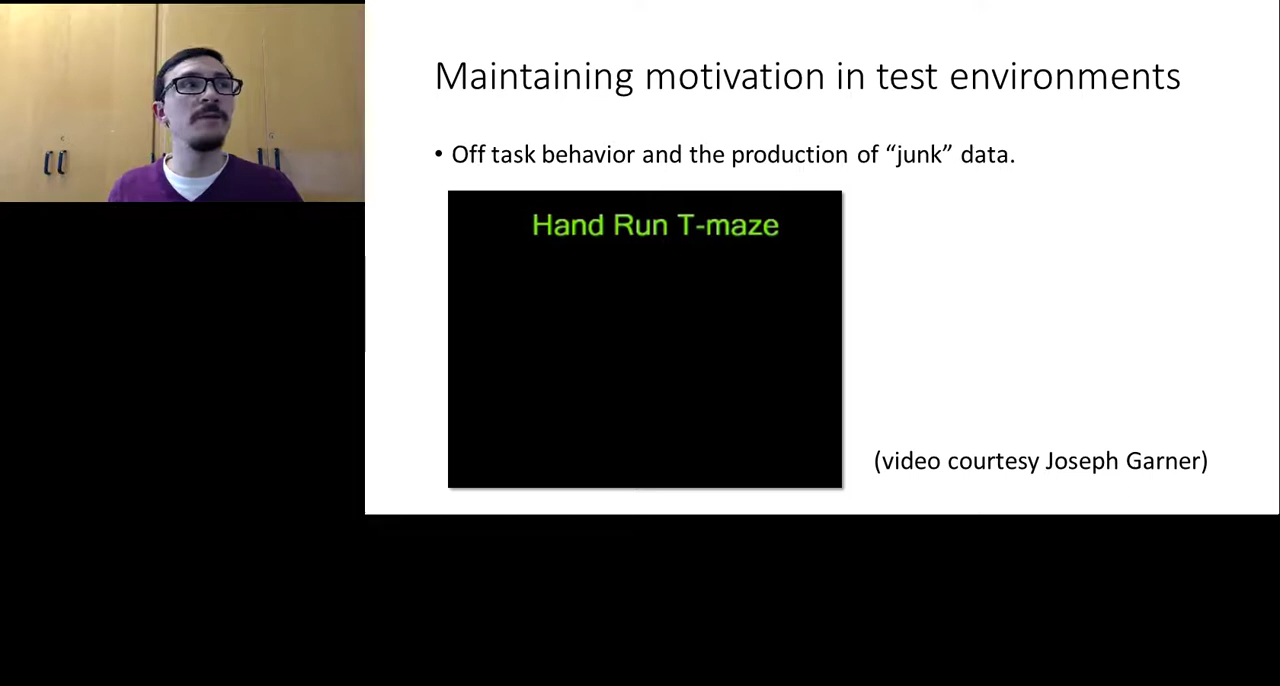 Maintaining motivation in test environments
• Off task behavior and the production of “junk” data.
Hand Run T-maze
(video courtesy Joseph Garner)